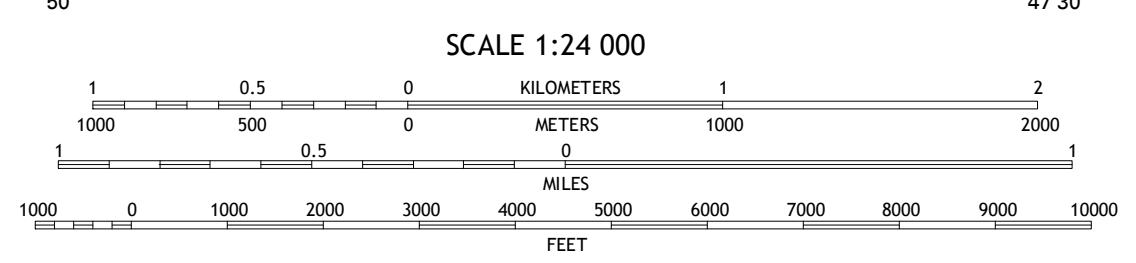 50 47'30
SCALE 1:24 000
1 0.5 0 KILOMETERS 1 2
1000 500 0 METERS 1000 2000
1 0.5 0 1
MILES
1000 0 1000 2000 3000 4000 5000 6000 7000 8000 9000 10000
FEET